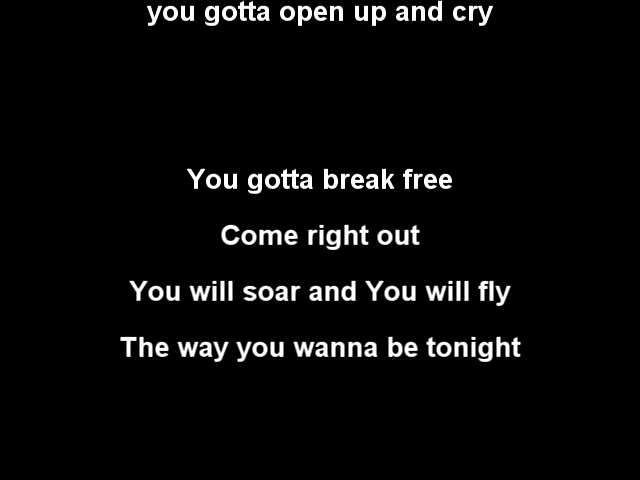 you gotta open up and cry
You gotta break free
Come right out
You will soar and You will fly
The way you wanna be tonight